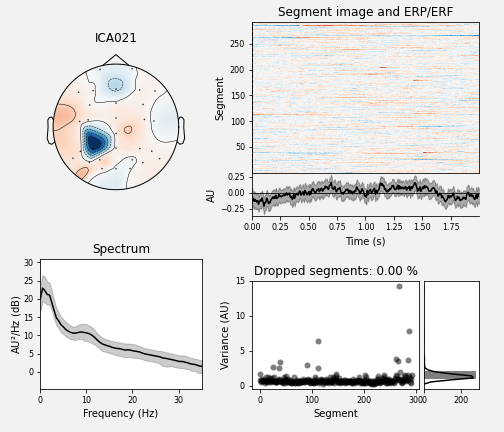 ICA021
Segment image and ERP/ERF
Segment
250
200
150
100
50
AU
0.25
0.00
−0.25
0.00 0.25 0.50 0.75 1.00 1.25 1.50 1.75
Time (s)
Spectrum
AU²/Hz (dB)
30
25
20
15
10
5
0
0 10 20 30
Frequency (Hz)
Dropped segments: 0.00 %
Variance (AU)
15
10
5
0
0 100 200 300
Segment
200